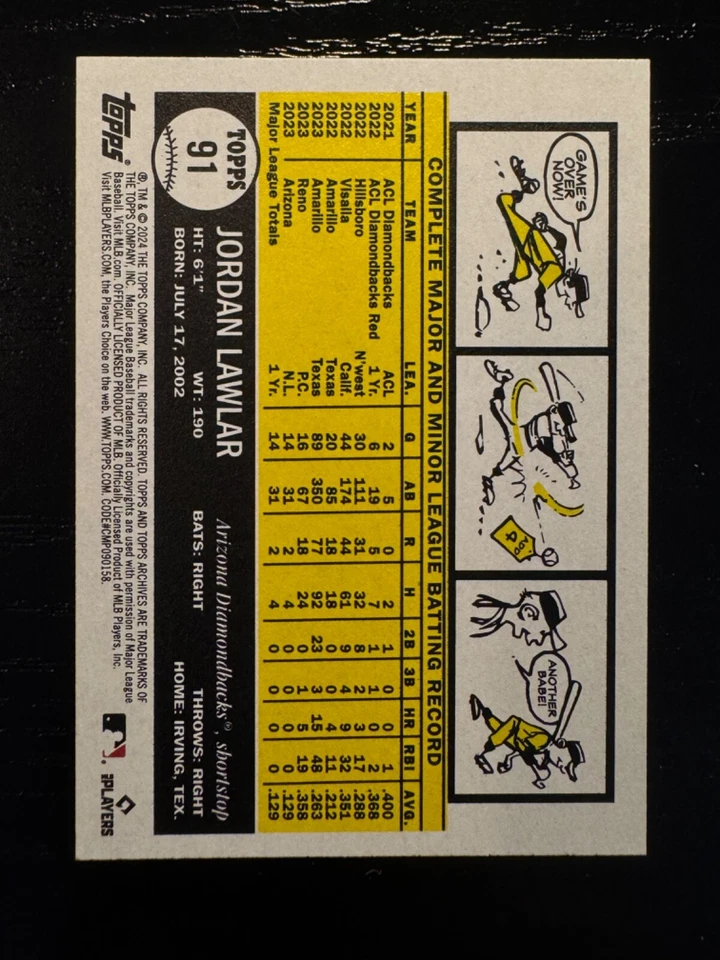 GAME'S
OVER
NOW!
ANOTHER
BABE!
COMPLETE MAJOR AND MINOR LEAGUE BATTING RECORD
YEAR TEAM LEA. G AB R H 2B 3B HR RBI AVG.
2021 ACL Diamondbacks ACL 2 5 0 2 1 0 0 1 .400
2022 ACL Diamondbacks Red 1 Yr. 6 19 5 7 1 1 0 2 .368
2022 Hillsboro N'west 30 111 31 32 8 2 3 17 .288
2022 Visalia Calif. 44 174 44 61 9 4 9 32 .351
2022 Amarillo Texas 20 85 18 18 0 0 4 11 .212
2023 Amarillo Texas 89 350 77 92 23 3 15 48 .263
2023 Reno P.C. 16 67 18 24 0 1 5 19 .358
2023 Arizona N.L. 14 31 2 4 0 0 0 0 .129
Major League Totals 1 Yr. 14 31 2 4 0 0 0 0 .129
TOPPS
91
JORDAN LAWLAR Arizona Diamondbacks®, shortstop
HT: 6'1" WT: 190 BATS: RIGHT THROWS: RIGHT
BORN: JULY 17, 2002 HOME: IRVING, TEX.
topps®
® TM & © 2024 THE TOPPS COMPANY, INC. ALL RIGHTS RESERVED. TOPPS AND TOPPS ARCHIVES ARE TRADEMARKS OF
THE TOPPS COMPANY, INC. Major League Baseball trademarks and copyrights are used with permission of Major League
Baseball. Visit MLB.com. OFFICIALLY LICENSED PRODUCT OF MLB. Officially Licensed Product of MLB Players, Inc.
Visit MLBPLAYERS.COM, the Players Choice on the web. WWW.TOPPS.COM. CODE#CMP090158.
MLB PLAYERS